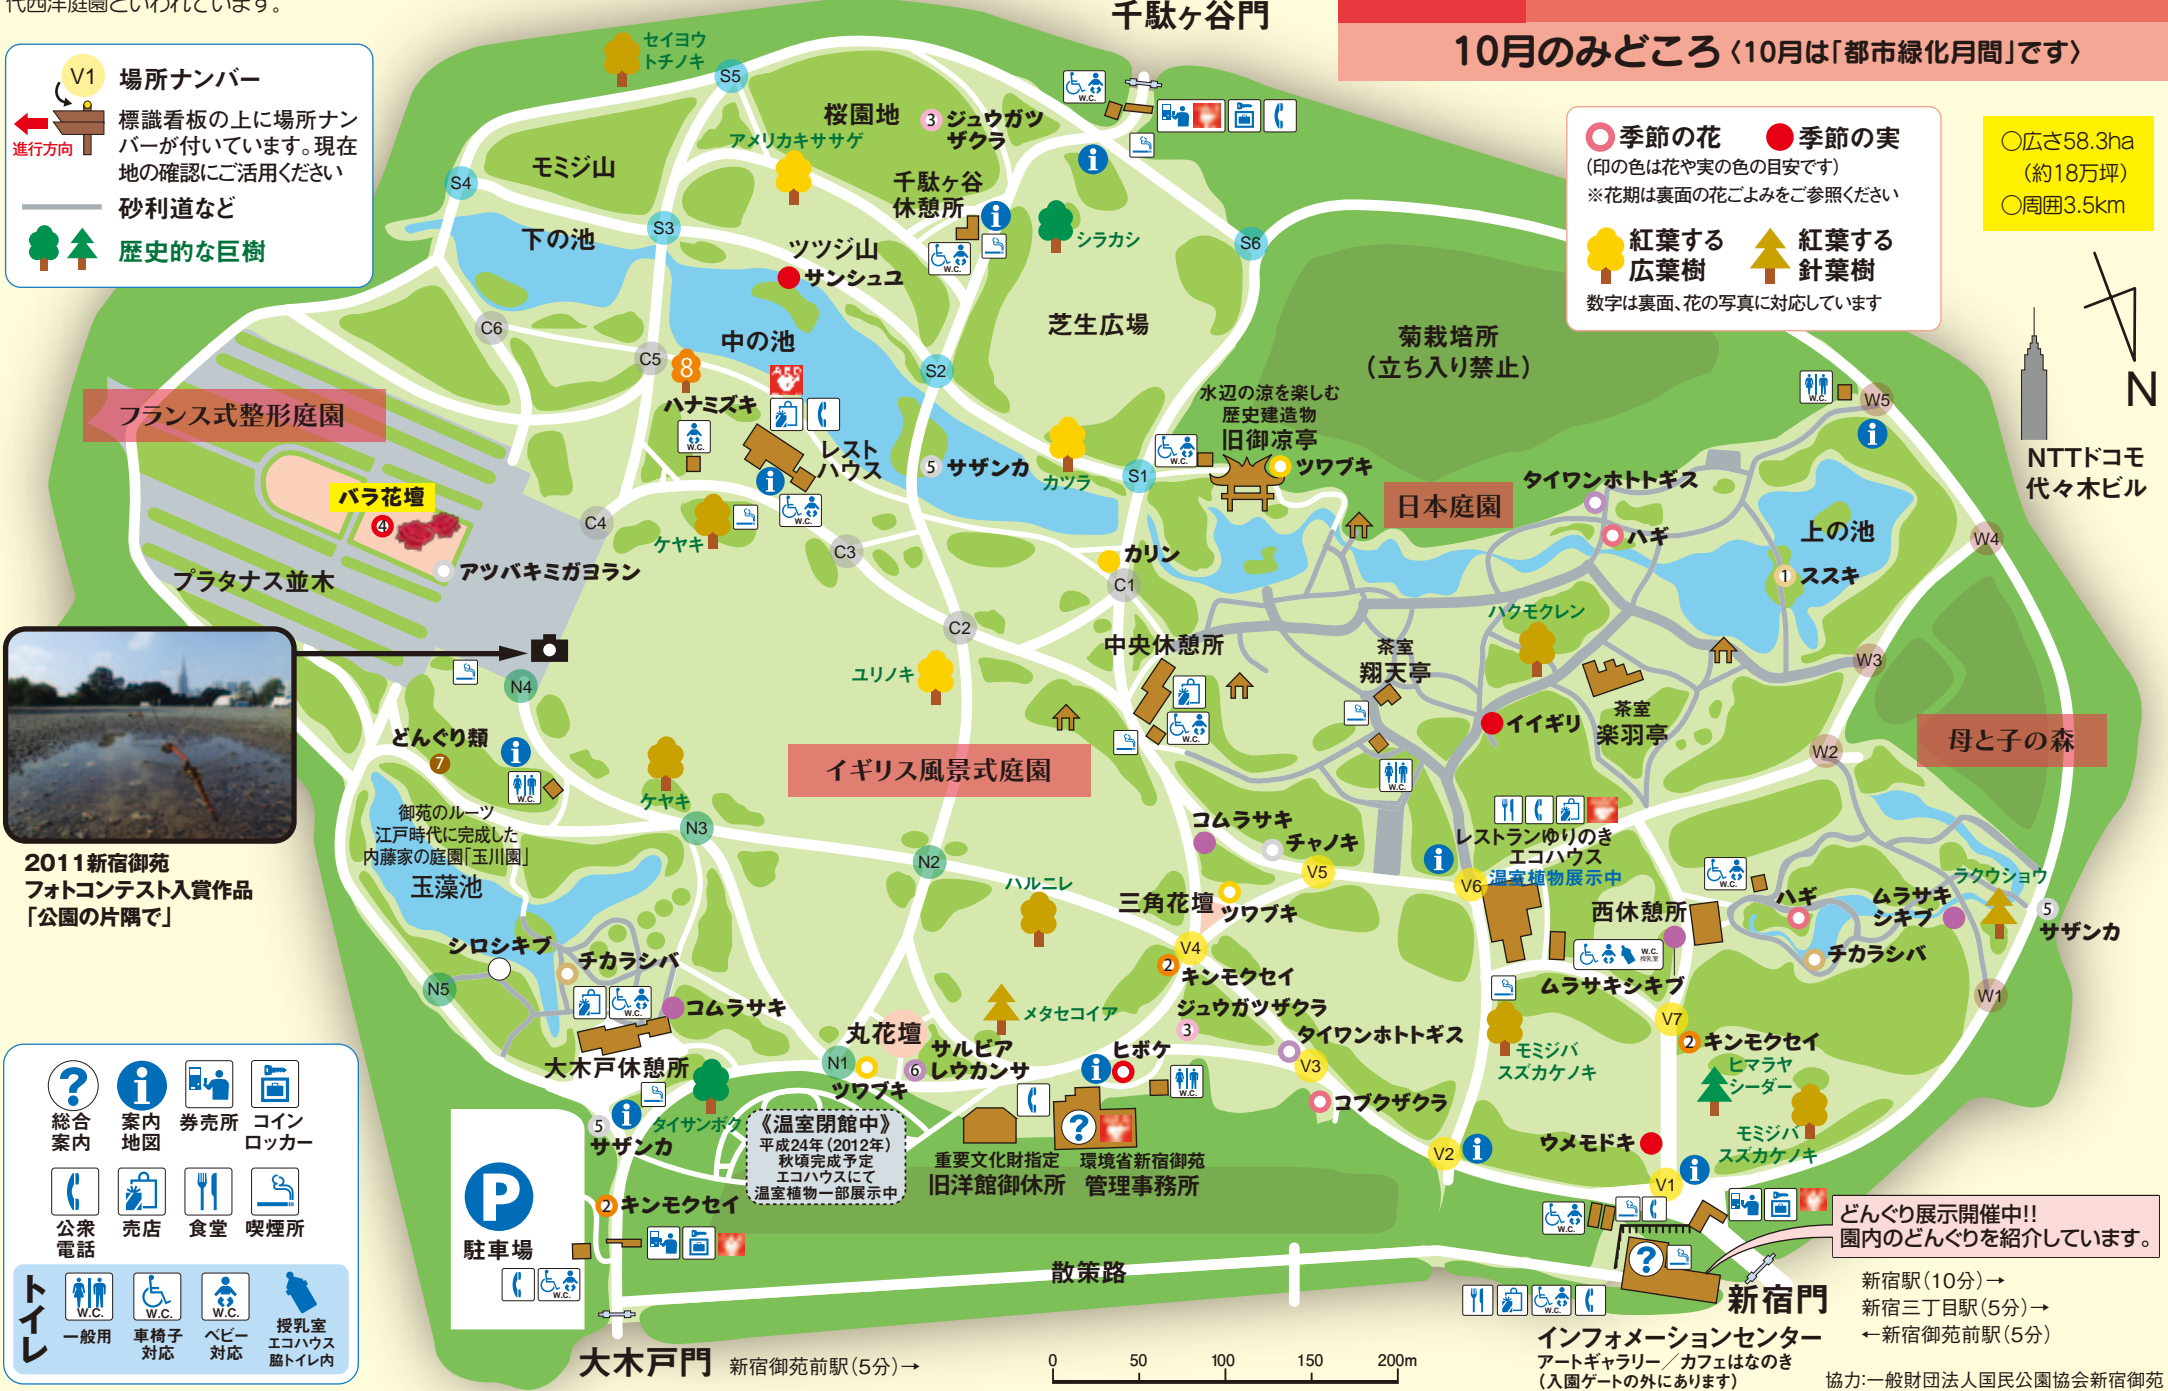 代西洋庭園といわれています。
千駄ヶ谷門
10月のみどころ〈10月は「都市緑化月間」です〉
V1
場所ナンバー
標識看板の上に場所ナン
バーが付いています。現在
地の確認にご活用ください
進行方向
砂利道など
歴史的な巨樹
季節の花
季節の実
(印の色は花や実の色の目安です)
※花期は裏面の花ごよみをご参照ください
紅葉する
広葉樹
紅葉する
針葉樹
数字は裏面、花の写真に対応しています
○広さ58.3ha
(約18万坪)
○周囲3.5km
N
NTTドコモ
代々木ビル
セイヨウ
トチノキ
S5
桜園地
3
ジュウガツ
ザクラ
アメリカキササゲ
モミジ山
S4
千駄ヶ谷
休憩所
W.C.
W.C.
シラカシ
S6
S3
下の池
ツツジ山
サンシュユ
芝生広場
菊栽培所
(立ち入り禁止)
C6
C5
8
中の池
AED
S2
ハナミズキ
W.C.
フランス式整形庭園
レスト
ハウス
W.C.
5
サザンカ
カツラ
S1
水辺の涼を楽しむ
歴史建造物
旧御凉亭
W.C.
ツワブキ
W.C.
W5
バラ花壇
4
C4
ケヤキ
C3
日本庭園
タイワンホトトギス
ハギ
上の池
W4
アツバキミガヨラン
プラタナス並木
カリン
C1
1
ススキ
ハクモクレン
C2
中央休憩所
W.C.
茶室
翔天亭
W3
ユリノキ
N4
イイギリ
茶室
楽羽亭
母と子の森
どんぐり類
7
W.C.
イギリス風景式庭園
W2
ケヤキ
W.C.
御苑のルーツ
江戸時代に完成した
内藤家の庭園「玉川園」
玉藻池
N3
N2
コムラサキ
チャノキ
レストランゆりのき
エコハウス
温室植物展示中
V5
V6
2011新宿御苑
フォトコンテスト入賞作品
「公園の片隅で」
ハルニレ
三角花壇
ツワブキ
西休憩所
W.C.
W.C.
授乳室
ハギ
ムラサキ
シキブ
ラクウショウ
5
サザンカ
V4
2
キンモクセイ
シロシキブ
チカラシバ
チカラシバ
ムラサキシキブ
N5
W.C.
コムラサキ
W1
メタセコイア
ジュウガツザクラ
3
タイワンホトトギス
V7
2
キンモクセイ
大木戸休憩所
丸花壇
サルビア
レウカンサ
6
N1
ツワブキ
ヒボケ
W.C.
V3
コブクザクラ
モミジバ
スズカケノキ
ヒマラヤ
シーダー
タイサンボク
5
サザンカ
《温室閉館中》
平成24年(2012年)
秋頃完成予定
エコハウスにて
温室植物一部展示中
重要文化財指定
旧洋館御休所
環境省新宿御苑
管理事務所
V2
ウメモドキ
モミジバ
スズカケノキ
V1
?
総合
案内
i
案内
地図
券売所
コイン
ロッカー
公衆
電話
売店
食堂
喫煙所
トイレ
W.C.
一般用
W.C.
車椅子
対応
W.C.
ベビー
対応
授乳室
エコハウス
脇トイレ内
P
駐車場
2
キンモクセイ
W.C.
散策路
W.C.
どんぐり展示開催中!!
園内のどんぐりを紹介しています。
新宿門
新宿駅(10分)→
新宿三丁目駅(5分)→
←新宿御苑前駅(5分)
W.C.
インフォメーションセンター
アートギャラリー／カフェはなのき
(入園ゲートの外にあります)
大木戸門
新宿御苑前駅(5分)→
0 50 100 150 200m
協力:一般財団法人国民公園協会新宿御苑